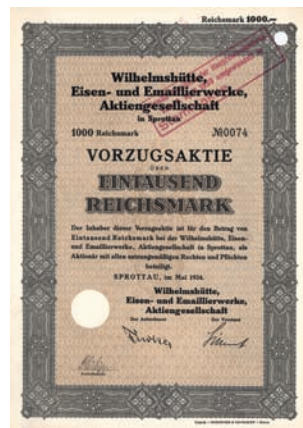 Reichsmark 1000.—
Wilhelmshütte,
Eisen- und Emaillierwerke,
Aktiengesellschaft
in Sprottau
1000 Reichsmark №0074
VORZUGSAKTIE
ÜBER
EINTAUSEND
REICHSMARK
Der Inhaber dieser Vorzugsaktie ist für den Betrag von
Eintausend Reichsmark bei der Wilhelmshütte, Eisen-
und Emaillierwerke, Aktiengesellschaft in Sprottau, als
Aktionär mit allen satzungsmäßigen Rechten und Pflichten
beteiligt.
SPROTTAU, im Mai
Wilhelmshütte,
Eisen- und Emaillierwerke,
Aktiengesellschaft
Der Aufsichtsrat Der Vorstand